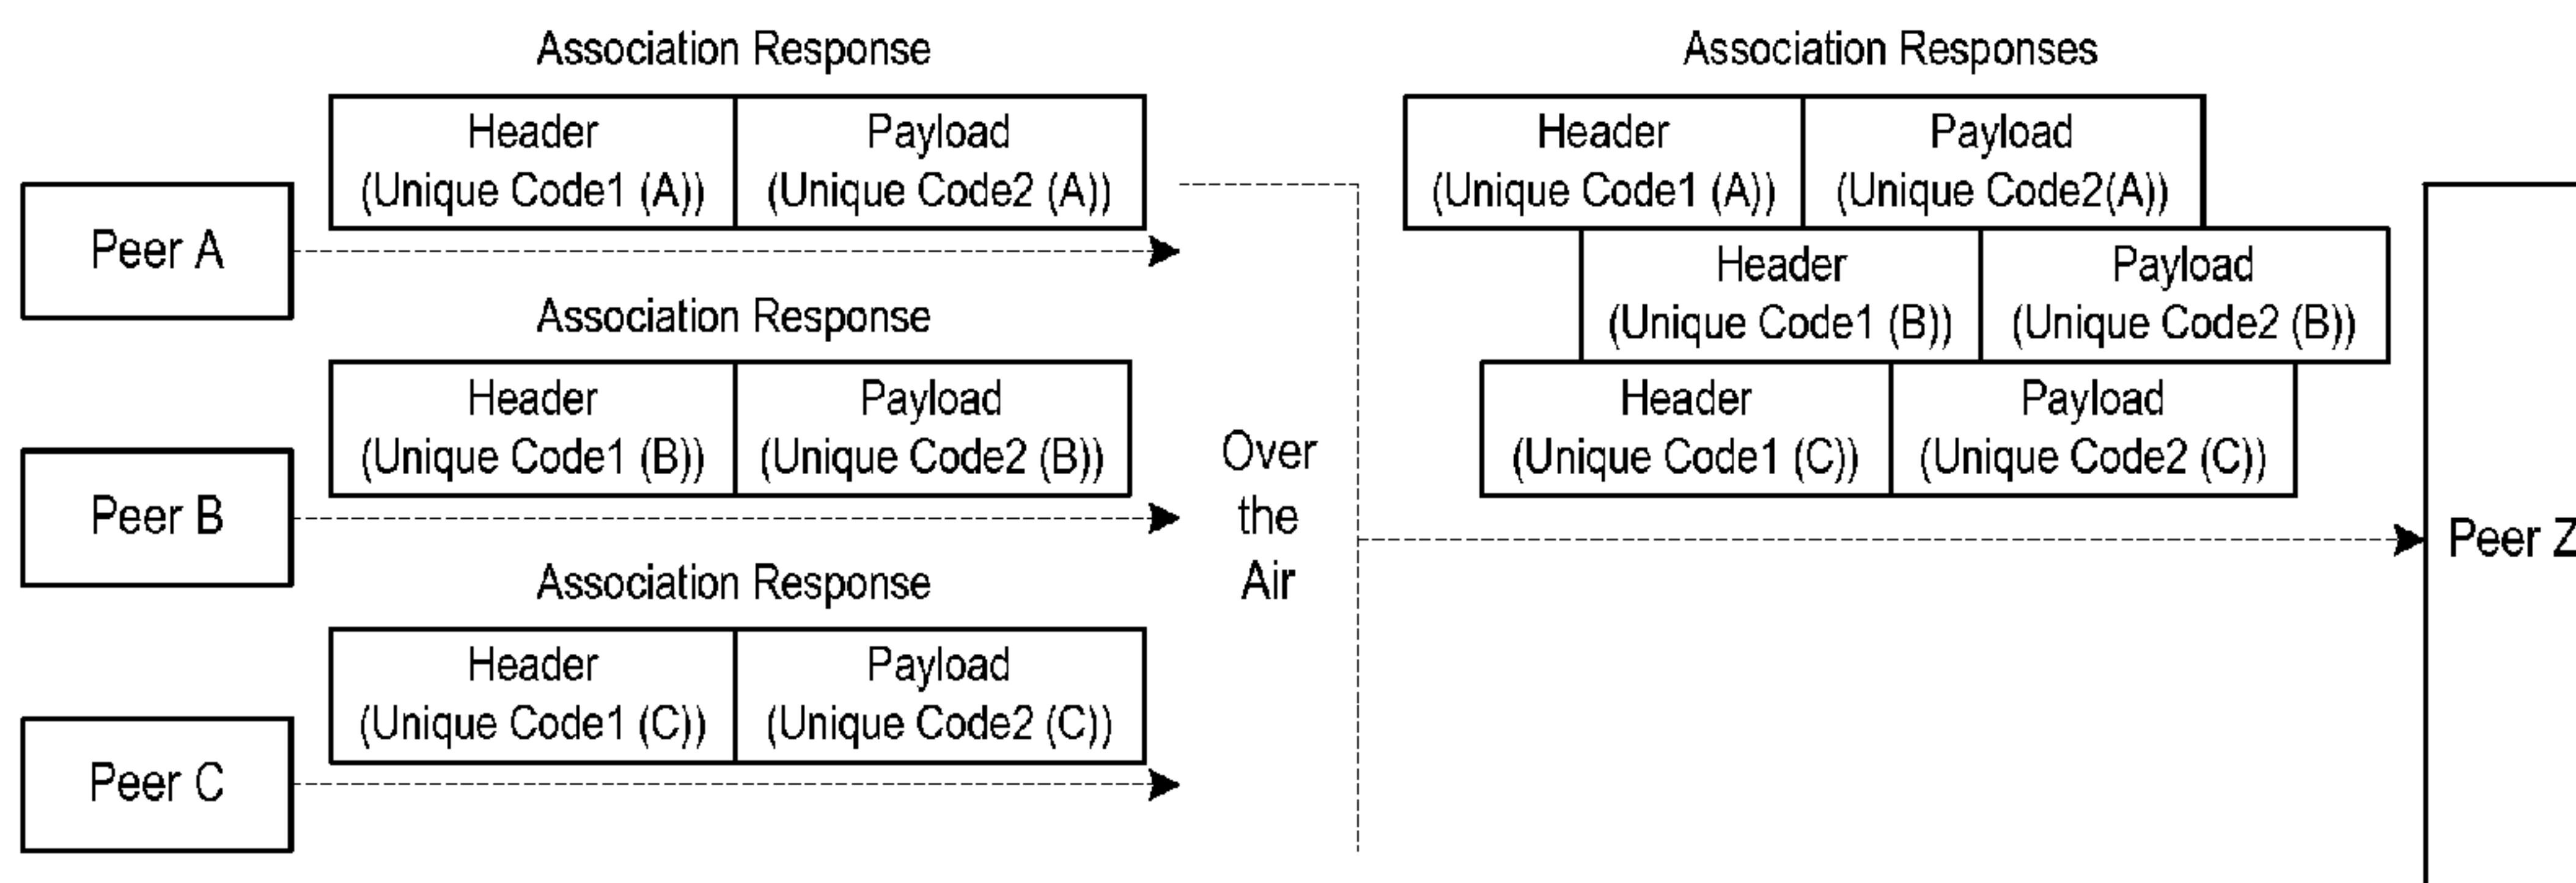 Association Response
Header
(Unique Code1 (A))
Payload
(Unique Code2 (A))
Peer A
Association Response
Header
(Unique Code1 (B))
Payload
(Unique Code2 (B))
Peer B
Association Response
Header
(Unique Code1 (C))
Payload
(Unique Code2 (C))
Peer C
Over
the
Air
Association Responses
Header
(Unique Code1 (A))
Payload
(Unique Code2(A))
Header
(Unique Code1 (B))
Payload
(Unique Code2 (B))
Header
(Unique Code1 (C))
Payload
(Unique Code2 (C))
Peer Z